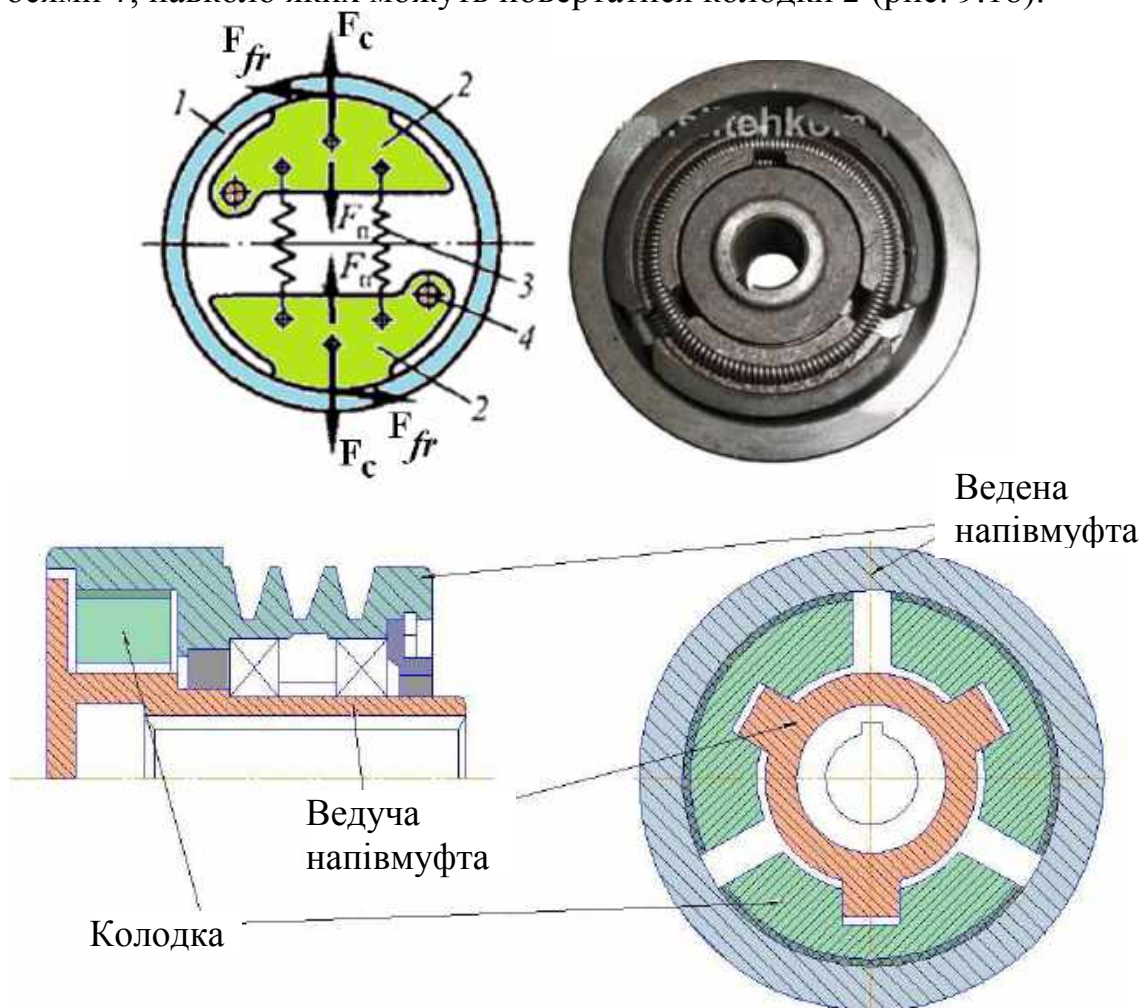 осями 4, навколо яких можуть повертатися колодки 2 (рис. 9.16).
F_fr F_c
1 2
F_п
F_п 3
4
2
F_fr
F_c
Ведена
напівмуфта
Ведуча
напівмуфта
Колодка